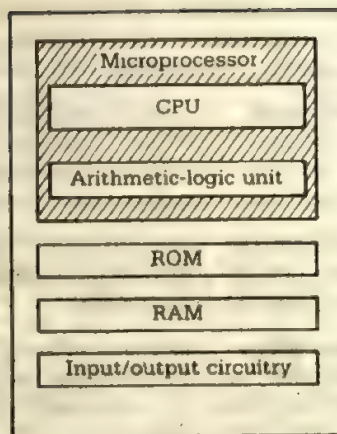 Microprocessor
CPU
Arithmetic-logic unit
ROM
RAM
Input/output circuitry